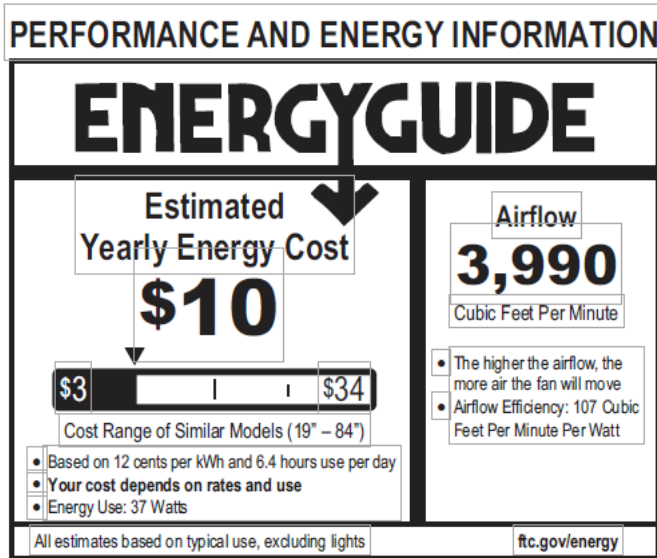 PERFORMANCE AND ENERGY INFORMATION
ENERGYGUIDE
Estimated
Yearly Energy Cost
$10
$3
$34
Cost Range of Similar Models (19” – 84”)
• Based on 12 cents per kWh and 6.4 hours use per day
• Your cost depends on rates and use
• Energy Use: 37 Watts
Airflow
3,990
Cubic Feet Per Minute
• The higher the airflow, the
more air the fan will move
• Airflow Efficiency: 107 Cubic
Feet Per Minute Per Watt
All estimates based on typical use, excluding lights
ftc.gov/energy